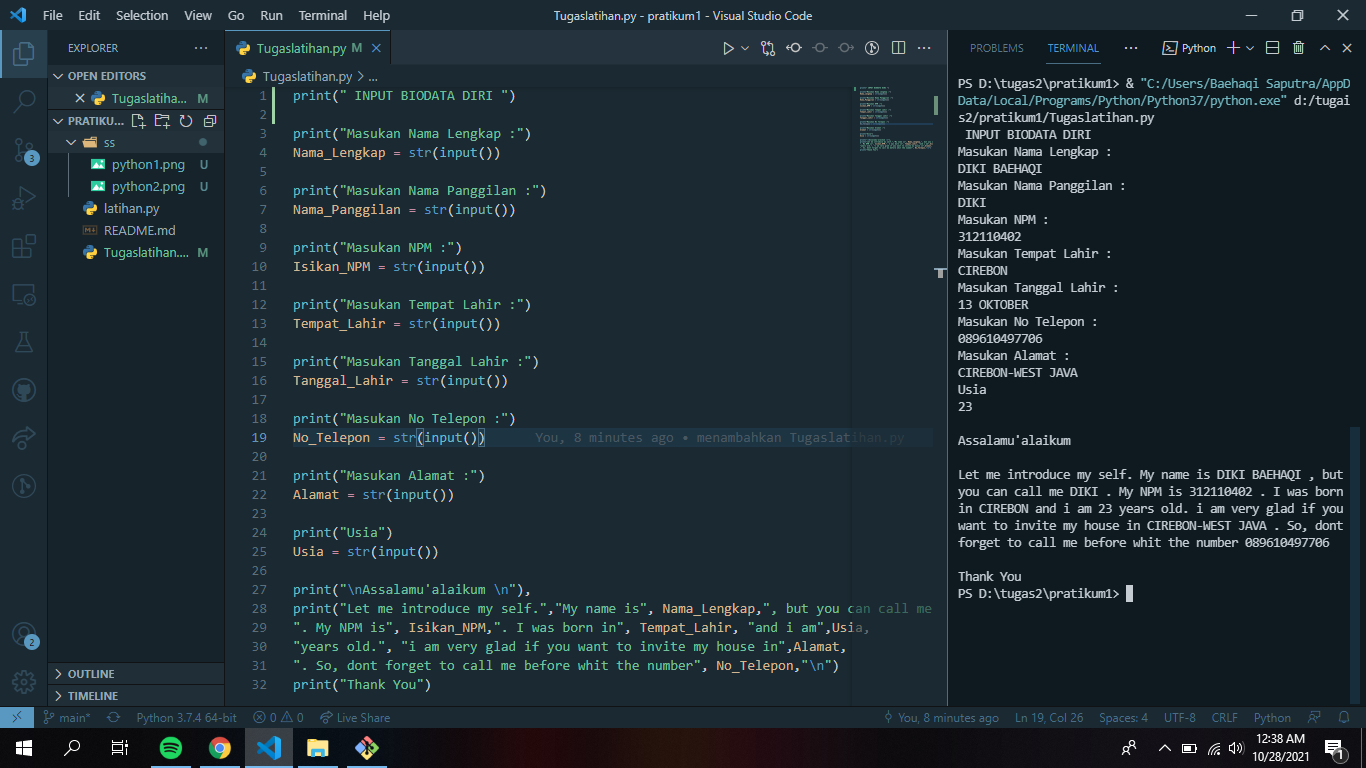 File Edit Selection View Go Run Terminal Help
Tugaslatihan.py - pratikum1 - Visual Studio Code
EXPLORER
OPEN EDITORS
Tugaslatiha... M
PRATIKU...
ss
python1.png U
python2.png U
latihan.py
README.md
Tugaslatihan.... M
OUTLINE
TIMELINE
3
2
Tugaslatihan.py M
Tugaslatihan.py > ...
1 print(" INPUT BIODATA DIRI ")
2
3 print("Masukan Nama Lengkap :")
4 Nama_Lengkap = str(input())
5
6 print("Masukan Nama Panggilan :")
7 Nama_Panggilan = str(input())
8
9 print("Masukan NPM :")
10 Isikan_NPM = str(input())
11
12 print("Masukan Tempat Lahir :")
13 Tempat_Lahir = str(input())
14
15 print("Masukan Tanggal Lahir :")
16 Tanggal_Lahir = str(input())
17
18 print("Masukan No Telepon :")
19 No_Telepon = str(input()) You, 8 minutes ago • menambahkan Tugaslatihan.py
20
21 print("Masukan Alamat :")
22 Alamat = str(input())
23
24 print("Usia")
25 Usia = str(input())
26
27 print("\nAssalamu'alaikum \n"),
28 print("Let me introduce my self.","My name is", Nama_Lengkap,", but you can call me
29 ". My NPM is", Isikan_NPM,". I was born in", Tempat_Lahir, "and i am",Usia,
30 "years old.", "i am very glad if you want to invite my house in",Alamat,
31 ". So, dont forget to call me before whit the number", No_Telepon,"\n")
32 print("Thank You")
PROBLEMS TERMINAL ... Python
PS D:\tugas2\pratikum1> & "C:/Users/Baehaqi Saputra/AppD
ata/Local/Programs/Python/Python37/python.exe" d:/tugai
s2/pratikum1/Tugaslatihan.py
INPUT BIODATA DIRI
Masukan Nama Lengkap :
DIKI BAEHAQI
Masukan Nama Panggilan :
DIKI
Masukan NPM :
312110402
Masukan Tempat Lahir :
CIREBON
Masukan Tanggal Lahir :
13 OKTOBER
Masukan No Telepon :
089610497706
Masukan Alamat :
CIREBON-WEST JAVA
Usia
23
Assalamu'alaikum
Let me introduce my self. My name is DIKI BAEHAQI , but
you can call me DIKI . My NPM is 312110402 . I was born
in CIREBON and i am 23 years old. i am very glad if you
want to invite my house in CIREBON-WEST JAVA . So, dont
forget to call me before whit the number 089610497706
Thank You
PS D:\tugas2\pratikum1>
main* Python 3.7.4 64-bit 0 0 Live Share
You, 8 minutes ago Ln 19, Col 26 Spaces: 4 UTF-8 CRLF Python
12:38 AM
10/28/2021
1